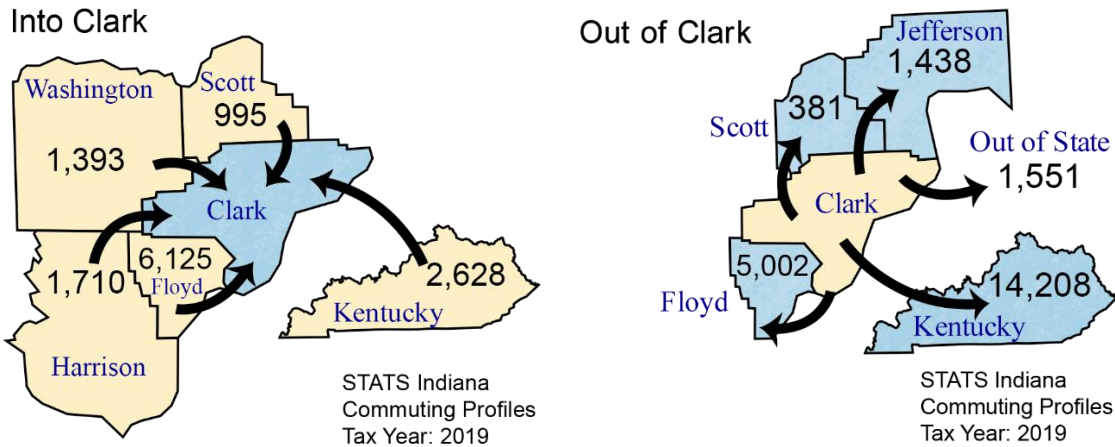 Into Clark
Washington
1,393
Scott
995
Clark
1,710
Harrison
6,125
Floyd
2,628
Kentucky
STATS Indiana
Commuting Profiles
Tax Year: 2019
Out of Clark
Jefferson
1,438
Scott
381
Out of State
1,551
Clark
5,002
Floyd
14,208
Kentucky
STATS Indiana
Commuting Profiles
Tax Year: 2019